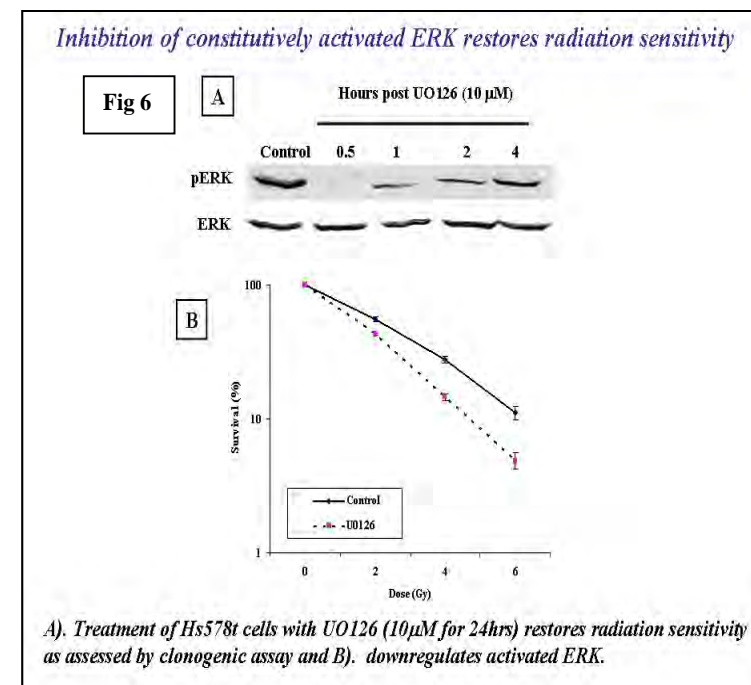 Inhibition of constitutively activated ERK restores radiation sensitivity
Fig 6
A
Hours post UO126 (10 µM)
Control 0.5 1 2 4
pERK
ERK
B
100
10
1
Survival (%)
Control
U0126
0 2 4 6
Dose (Gy)
A). Treatment of Hs578t cells with UO126 (10µM for 24hrs) restores radiation sensitivity
as assessed by clonogenic assay and B). downregulates activated ERK.